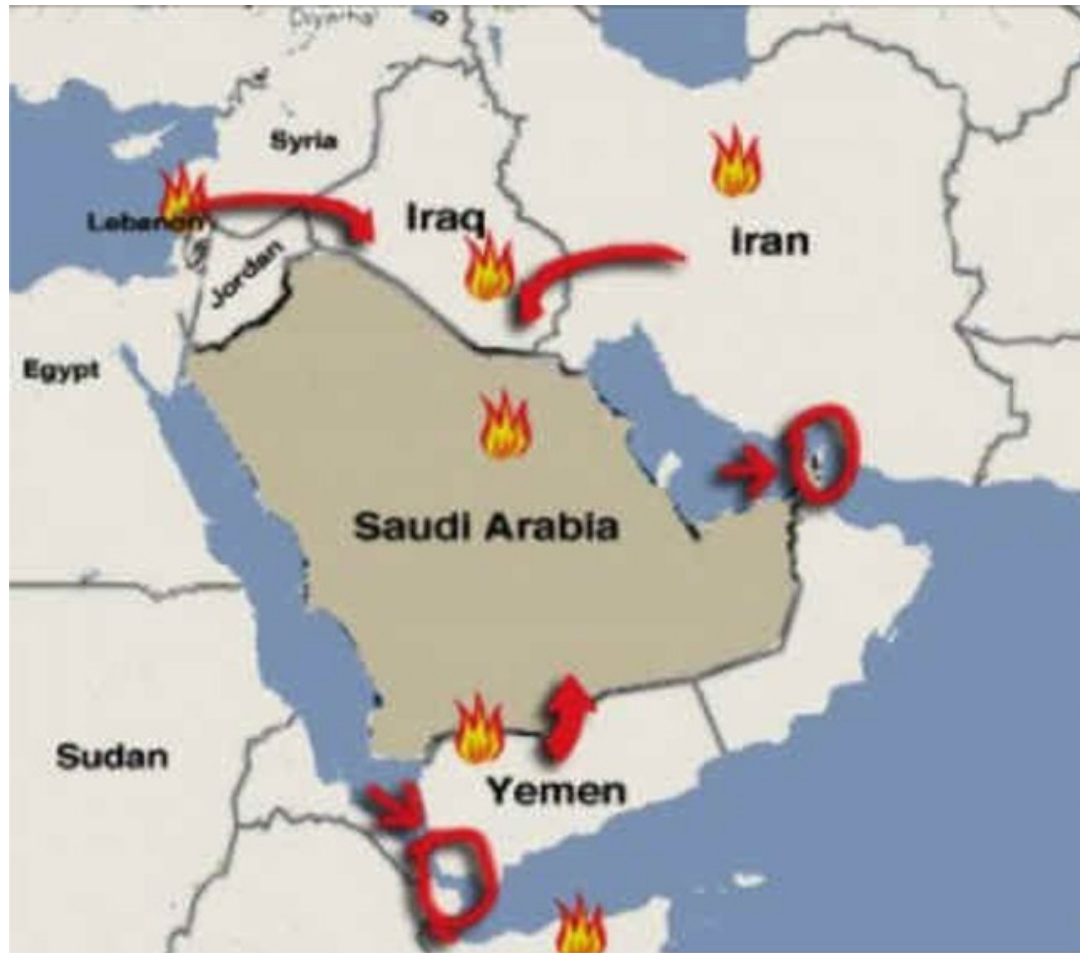 Syria
Iraq
Lebanon
Iran
Jordan
Egypt
Saudi Arabia
Sudan
Yemen